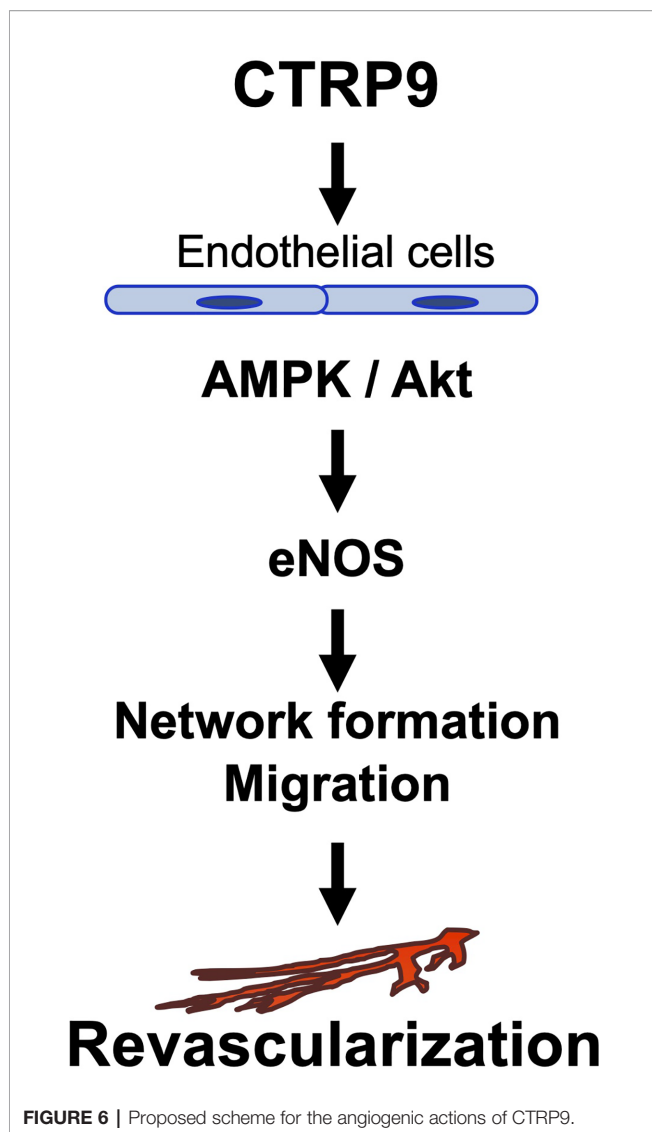 CTRP9
Endothelial cells
AMPK / Akt
eNOS
Network formation
Migration
Revascularization
FIGURE 6 | Proposed scheme for the angiogenic actions of CTRP9.